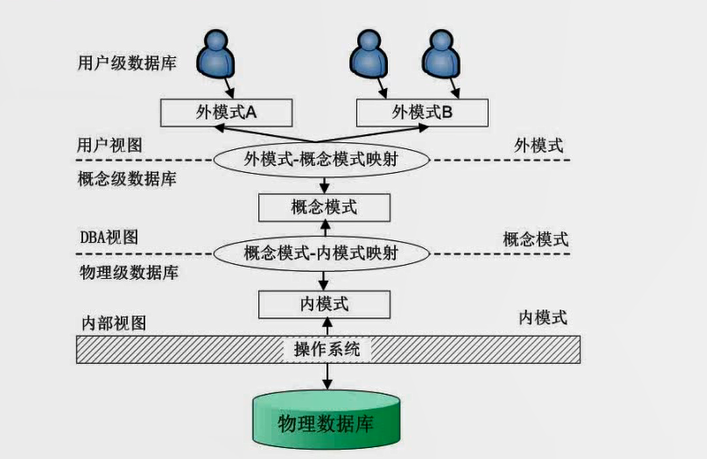 用户级数据库
外模式A
外模式B
用户视图
外模式-概念模式映射
外模式
概念级数据库
概念模式
DBA视图
概念模式-内模式映射
概念模式
物理级数据库
内模式
内部视图
内模式
操作系统
物理数据库